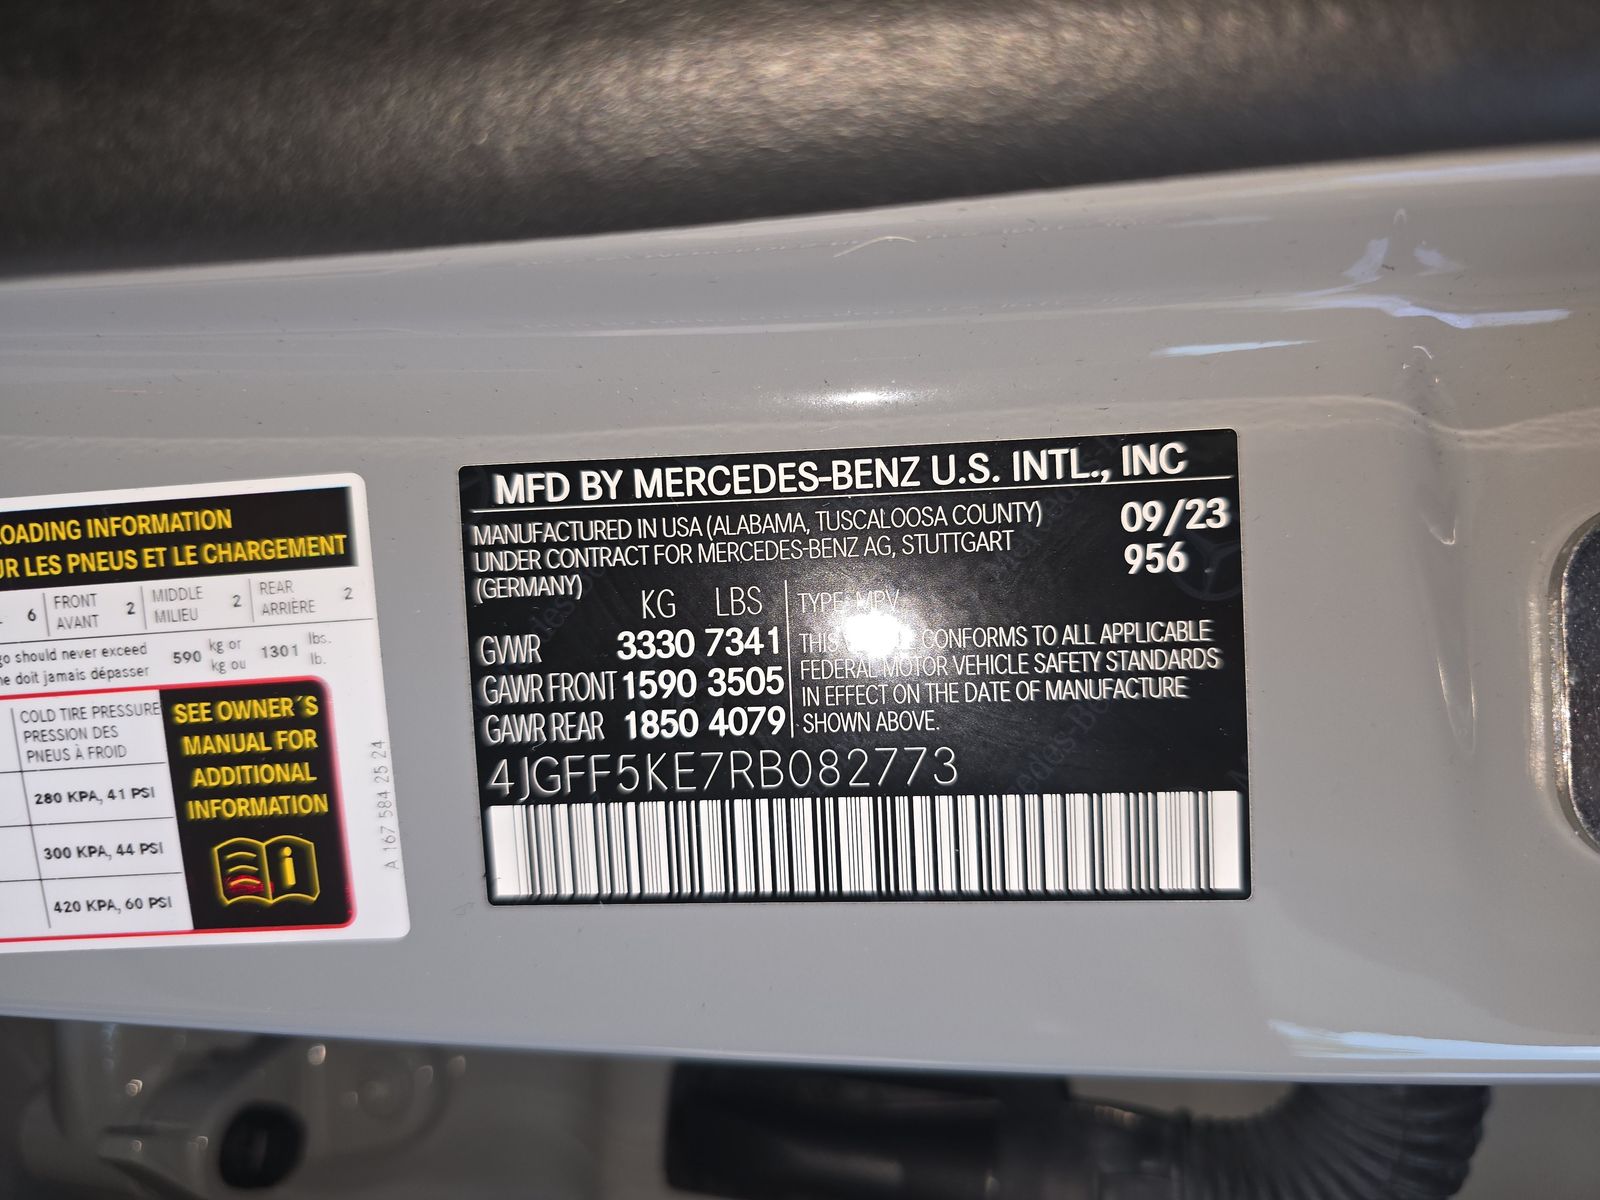 OADING INFORMATION
UR LES PNEUS ET LE CHARGEMENT
6 FRONT AVANT 2 MIDDLE MILIEU 2 REAR ARRIÈRE 2
go should never exceed
ne doit jamais dépasser
590 kg or kg ou 1301 lbs. lb.
COLD TIRE PRESSURE
PRESSION DES
PNEUS À FROID
280 KPA, 41 PSI
300 KPA, 44 PSI
420 KPA, 60 PSI
SEE OWNER´S
MANUAL FOR
ADDITIONAL
INFORMATION
A 167 584 25 24
MFD BY MERCEDES-BENZ U.S. INTL., INC
MANUFACTURED IN USA (ALABAMA, TUSCALOOSA COUNTY)
UNDER CONTRACT FOR MERCEDES-BENZ AG, STUTTGART
(GERMANY)
09/23
956
KG LBS
GVWR 3330 7341
GAWR FRONT 1590 3505
GAWR REAR 1850 4079
TYPE: MPV
THIS CONFORMS TO ALL APPLICABLE
FEDERAL MOTOR VEHICLE SAFETY STANDARDS
IN EFFECT ON THE DATE OF MANUFACTURE
SHOWN ABOVE.
4JGFF5KE7RB082773